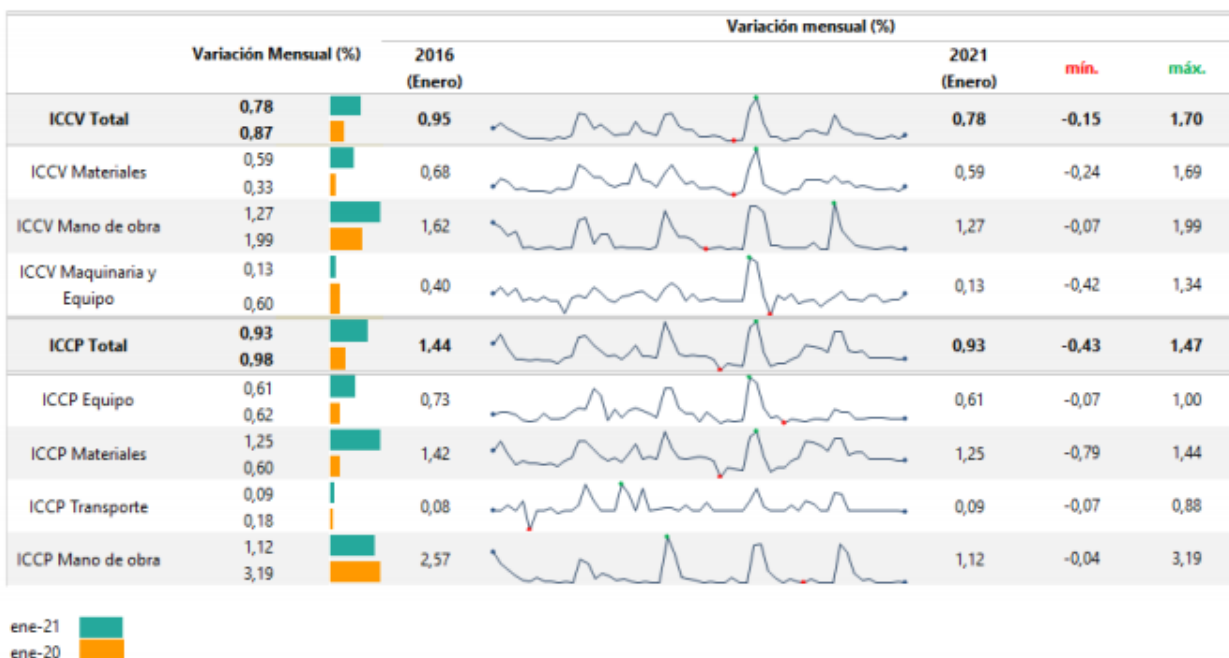 Variación mensual (%)
Variación Mensual (%) 2016 (Enero) 2021 (Enero) mín. máx.
ICCV Total 0,78 0,87 0,95 0,78 -0,15 1,70
ICCV Materiales 0,59 0,33 0,68 0,59 -0,24 1,69
ICCV Mano de obra 1,27 1,99 1,62 1,27 -0,07 1,99
ICCV Maquinaria y Equipo 0,13 0,60 0,40 0,13 -0,42 1,34
ICCP Total 0,93 0,98 1,44 0,93 -0,43 1,47
ICCP Equipo 0,61 0,62 0,73 0,61 -0,07 1,00
ICCP Materiales 1,25 0,60 1,42 1,25 -0,79 1,44
ICCP Transporte 0,09 0,18 0,08 0,09 -0,07 0,88
ICCP Mano de obra 1,12 3,19 2,57 1,12 -0,04 3,19
ene-21
ene-20